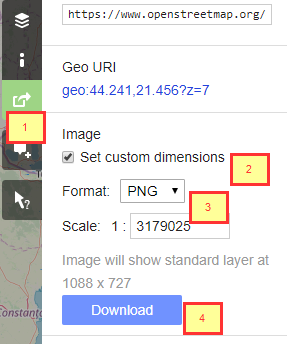 https://www.openstreetmap.org/
Geo URI
geo:44.241,21.456?z=7
1
Image
Set custom dimensions
2
Format: PNG
3
Scale: 1 : 3179025
Image will show standard layer at
1088 x 727
Download
4